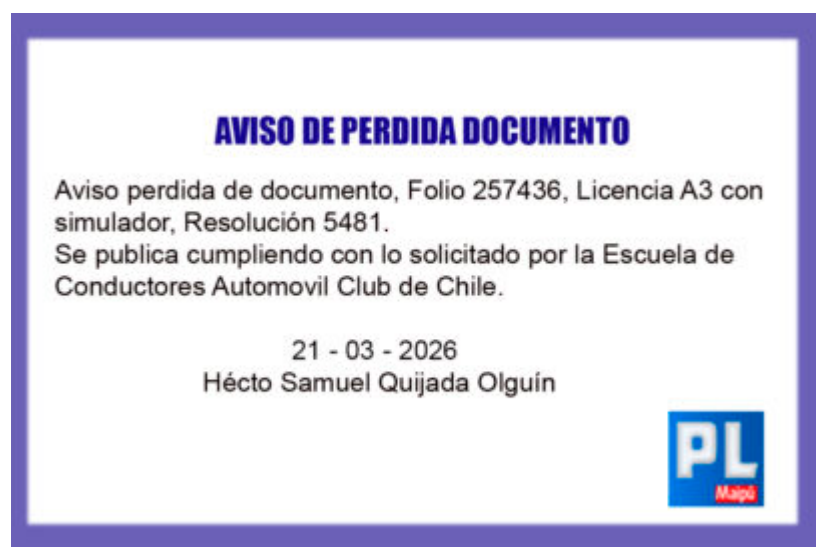 AVISO DE PERDIDA DOCUMENTO
Aviso perdida de documento, Folio 257436, Licencia A3 con
simulador, Resolución 5481.
Se publica cumpliendo con lo solicitado por la Escuela de
Conductores Automovil Club de Chile.
21 - 03 - 2026
Hécto Samuel Quijada Olguín
PL
Maipú